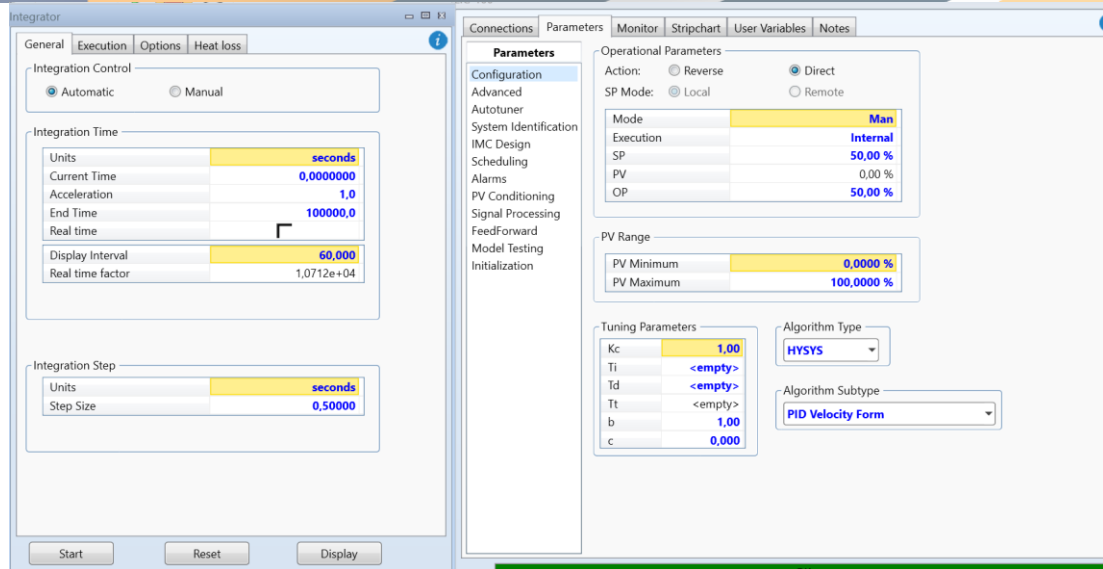 Integrator
General Execution Options Heat loss
Integration Control
Automatic Manual
Integration Time
Units seconds
Current Time 0,0000000
Acceleration 1,0
End Time 100000,0
Real time
Display Interval 60,000
Real time factor 1,0712e+04
Integration Step
Units seconds
Step Size 0,50000
Start Reset Display
Connections Parameters Monitor Stripchart User Variables Notes
Parameters
Configuration
Advanced
Autotuner
System Identification
IMC Design
Scheduling
Alarms
PV Conditioning
Signal Processing
FeedForward
Model Testing
Initialization
Operational Parameters
Action: Reverse Direct
SP Mode: Local Remote
Mode Man
Execution Internal
SP 50,00 %
PV 0,00 %
OP 50,00 %
PV Range
PV Minimum 0,0000 %
PV Maximum 100,0000 %
Tuning Parameters
Kc 1,00
Ti <empty>
Td <empty>
Tt <empty>
b 1,00
c 0,000
Algorithm Type
HYSYS
Algorithm Subtype
PID Velocity Form